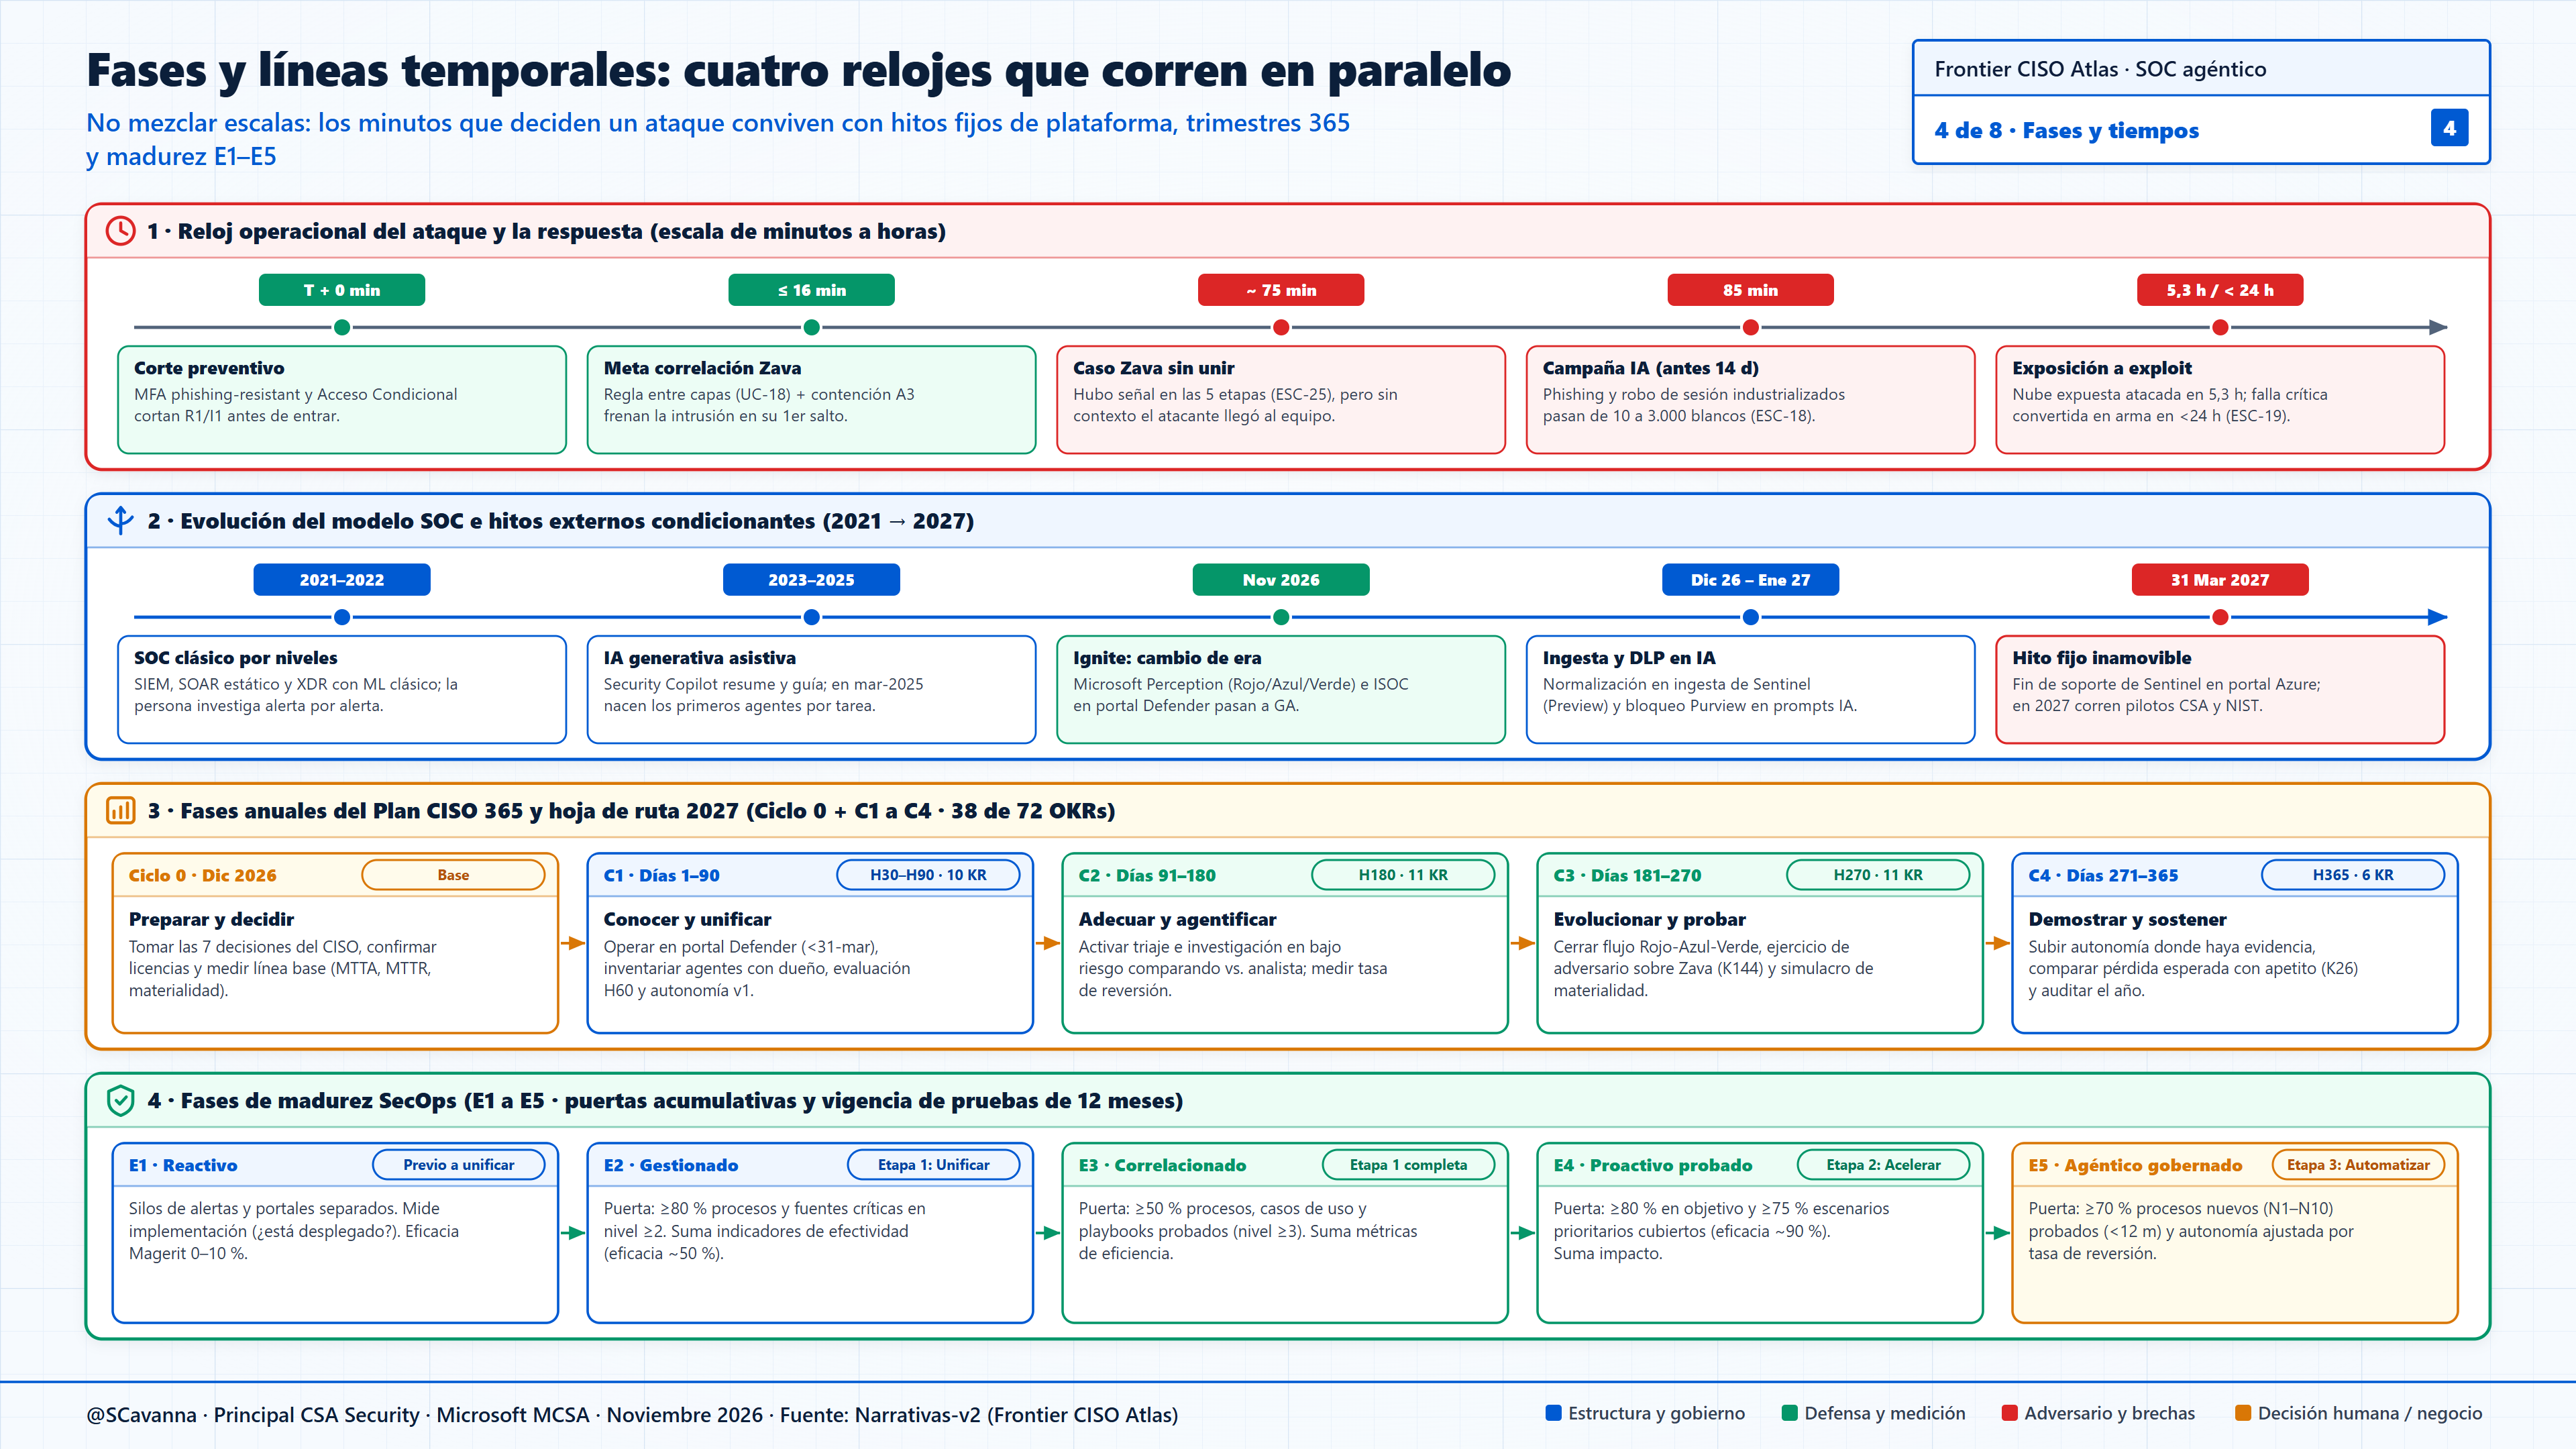 Fases y líneas temporales: cuatro relojes que corren en paralelo
No mezclar escalas: los minutos que deciden un ataque conviven con hitos fijos de plataforma, trimestres 365
y madurez E1–E5
Frontier CISO Atlas · SOC agéntico
4 de 8 · Fases y tiempos
4
1 · Reloj operacional del ataque y la respuesta (escala de minutos a horas)
T + 0 min
Corte preventivo
MFA phishing-resistant y Acceso Condicional
cortan R1/I1 antes de entrar.
≤ 16 min
Meta correlación Zava
Regla entre capas (UC-18) + contención A3
frenan la intrusión en su 1er salto.
~ 75 min
Caso Zava sin unir
Hubo señal en las 5 etapas (ESC-25), pero sin
contexto el atacante llegó al equipo.
85 min
Campaña IA (antes 14 d)
Phishing y robo de sesión industrializados
pasan de 10 a 3.000 blancos (ESC-18).
5,3 h / < 24 h
Exposición a exploit
Nube expuesta atacada en 5,3 h; falla crítica
convertida en arma en <24 h (ESC-19).
2 · Evolución del modelo SOC e hitos externos condicionantes (2021 → 2027)
2021–2022
SOC clásico por niveles
SIEM, SOAR estático y XDR con ML clásico; la
persona investiga alerta por alerta.
2023–2025
IA generativa asistiva
Security Copilot resume y guía; en mar-2025
nacen los primeros agentes por tarea.
Nov 2026
Ignite: cambio de era
Microsoft Perception (Rojo/Azul/Verde) e ISOC
en portal Defender pasan a GA.
Dic 26 – Ene 27
Ingesta y DLP en IA
Normalización en ingesta de Sentinel
(Preview) y bloqueo Purview en prompts IA.
31 Mar 2027
Hito fijo inamovible
Fin de soporte de Sentinel en portal Azure;
en 2027 corren pilotos CSA y NIST.
3 · Fases anuales del Plan CISO 365 y hoja de ruta 2027 (Ciclo 0 + C1 a C4 · 38 de 72 OKRs)
Ciclo 0 · Dic 2026
Base
Preparar y decidir
Tomar las 7 decisiones del CISO, confirmar
licencias y medir línea base (MTTA, MTTR,
materialidad).
C1 · Días 1–90
H30–H90 · 10 KR
Conocer y unificar
Operar en portal Defender (<31-mar),
inventariar agentes con dueño, evaluación
H60 y autonomía v1.
C2 · Días 91–180
H180 · 11 KR
Adecuar y agentificar
Activar triaje e investigación en bajo
riesgo comparando vs. analista; medir tasa
de reversión.
C3 · Días 181–270
H270 · 11 KR
Evolucionar y probar
Cerrar flujo Rojo-Azul-Verde, ejercicio de
adversario sobre Zava (K144) y simulacro de
materialidad.
C4 · Días 271–365
H365 · 6 KR
Demostrar y sostener
Subir autonomía donde haya evidencia,
comparar pérdida esperada con apetito (K26)
y auditar el año.
4 · Fases de madurez SecOps (E1 a E5 · puertas acumulativas y vigencia de pruebas de 12 meses)
E1 · Reactivo
Previo a unificar
Silos de alertas y portales separados. Mide
implementación (¿está desplegado?). Eficacia
Magerit 0–10 %.
E2 · Gestionado
Etapa 1: Unificar
Puerta: ≥80 % procesos y fuentes críticas en
nivel ≥2. Suma indicadores de efectividad
(eficacia ~50 %).
E3 · Correlacionado
Etapa 1 completa
Puerta: ≥50 % procesos, casos de uso y
playbooks probados (nivel ≥3). Suma métricas
de eficiencia.
E4 · Proactivo probado
Etapa 2: Acelerar
Puerta: ≥80 % en objetivo y ≥75 % escenarios
prioritarios cubiertos (eficacia ~90 %).
Suma impacto.
E5 · Agéntico gobernado
Etapa 3: Automatizar
Puerta: ≥70 % procesos nuevos (N1–N10)
probados (<12 m) y autonomía ajustada por
tasa de reversión.
@SCavanna · Principal CSA Security · Microsoft MCSA · Noviembre 2026 · Fuente: Narrativas-v2 (Frontier CISO Atlas)
Estructura y gobierno
Defensa y medición
Adversario y brechas
Decisión humana / negocio